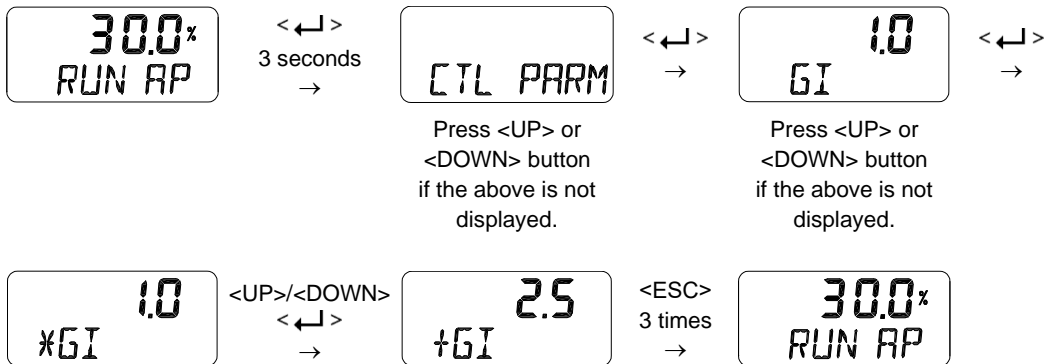 30.0%
RUN AP
<↵>
3 seconds
→
CTL PARM
Press <UP> or
<DOWN> button
if the above is not
displayed.
<↵>
→
1.0
GI
Press <UP> or
<DOWN> button
if the above is not
displayed.
<↵>
→
1.0
*GI
<UP>/<DOWN>
<↵>
→
2.5
+GI
<ESC>
3 times
→
30.0%
RUN AP